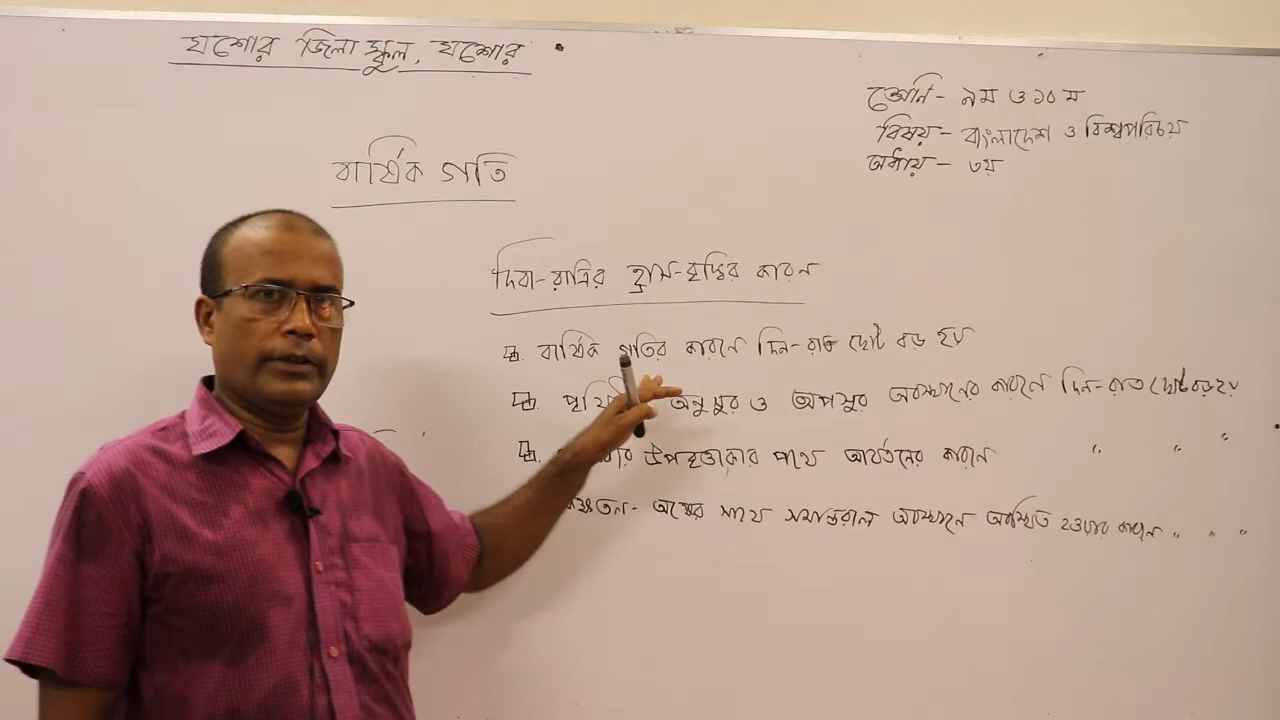 যশোর জিলা স্কুল, যশোর
শ্রেণি - ৯ম ও ১০ম
বিষয় - বাংলাদেশ ও বিশ্বপরিচয়
অধ্যায় - ৩য়
বার্ষিক গতি
দিবা-রাত্রির হ্রাস-বৃদ্ধির কারণ
বার্ষিক গতির কারণে দিন-রাত ছোট বড় হয়
অনুসুর ও অপসুর অবস্থানের কারণে দিন-রাত ছোট বড় হয়
উপবৃত্তাকার পথে আবর্তনের কারণে " " "
অক্ষের সাথে সমান্তরাল অবস্থানে অবস্থিত হওয়ার কারণে " " "